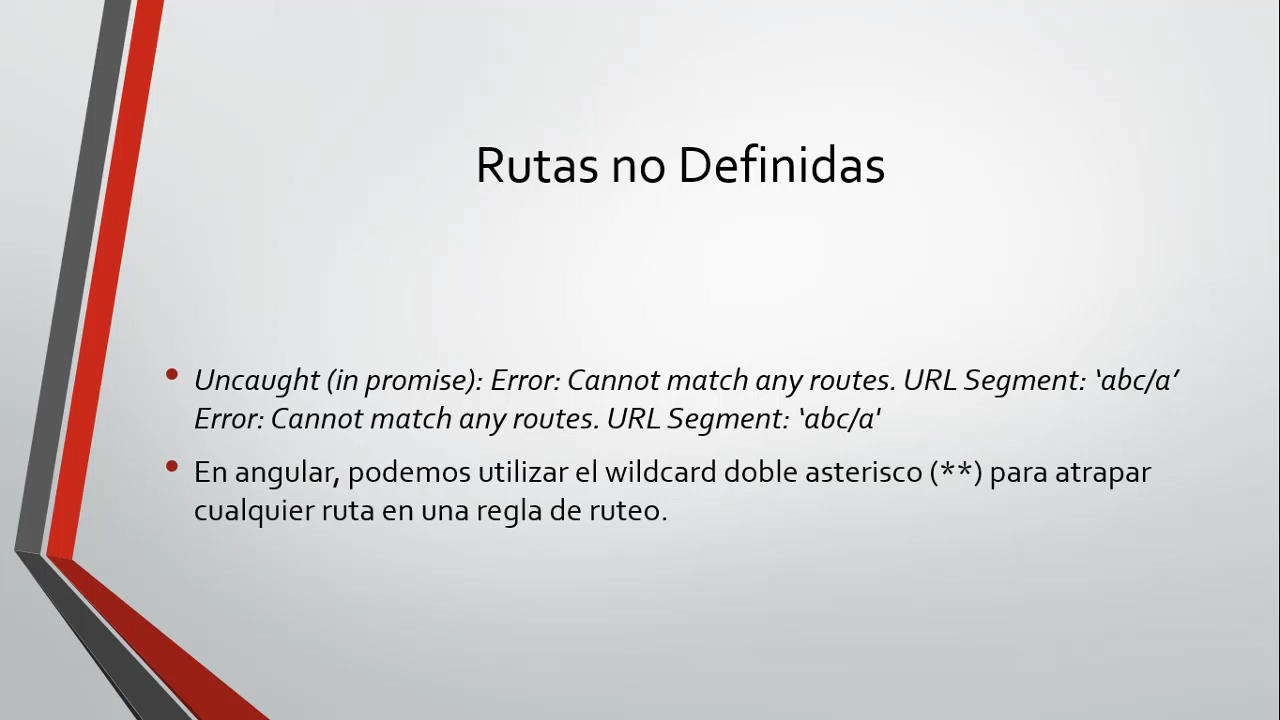 Rutas no Definidas
• Uncaught (in promise): Error: Cannot match any routes. URL Segment: ‘abc/a’
Error: Cannot match any routes. URL Segment: ‘abc/a'
• En angular, podemos utilizar el wildcard doble asterisco (**) para atrapar
cualquier ruta en una regla de ruteo.